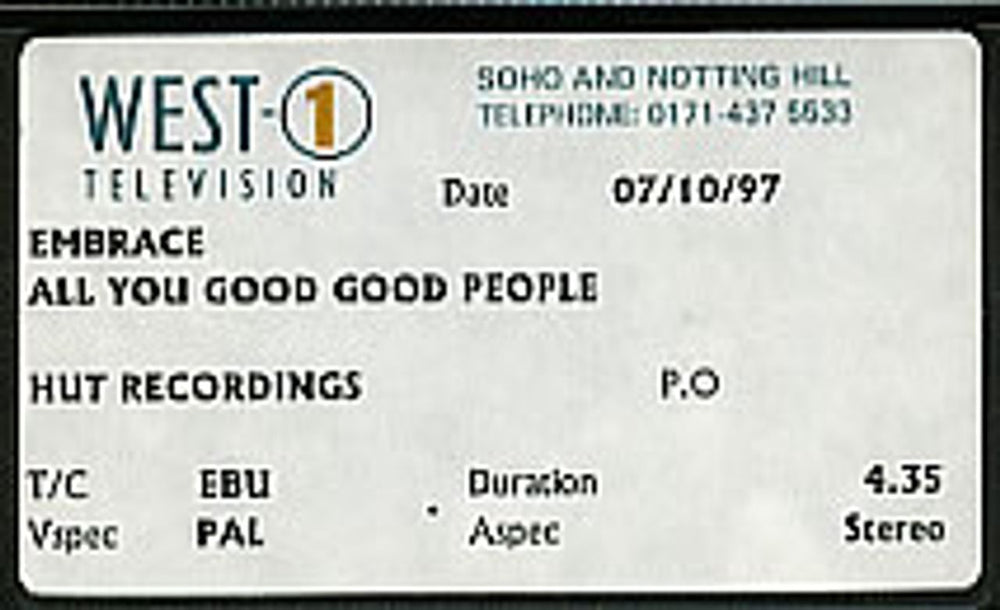 WEST-1
TELEVISION
SOHO AND NOTTING HILL
TELEPHONE: 0171-437 5533
Date 07/10/97
EMBRACE
ALL YOU GOOD GOOD PEOPLE
HUT RECORDINGS P.O
T/C EBU Duration 4.35
Vspec PAL Aspec Stereo